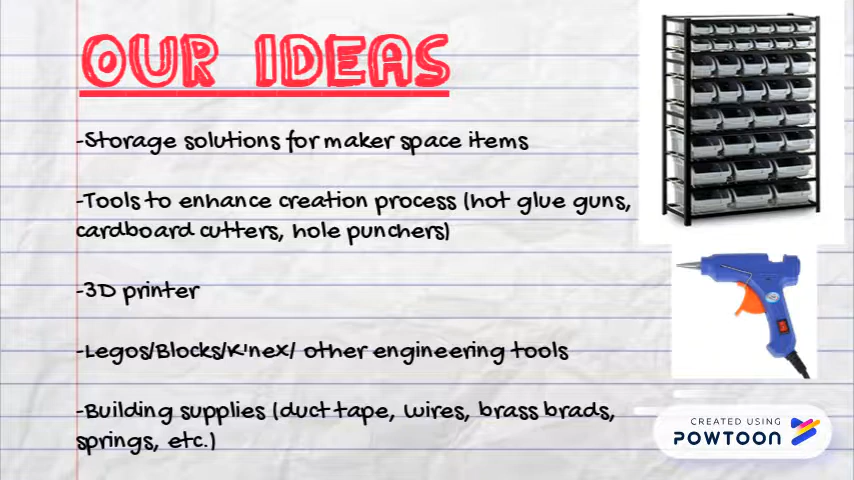 OUR IDEAS
-Storage solutions for maker space items
-Tools to enhance creation process (hot glue guns,
cardboard cutters, hole punchers)
-3D printer
-Legos/Blocks/K'nex/ other engineering tools
-Building supplies (duct tape, wires, brass brads,
springs, etc.)
CREATED USING
POWTOON